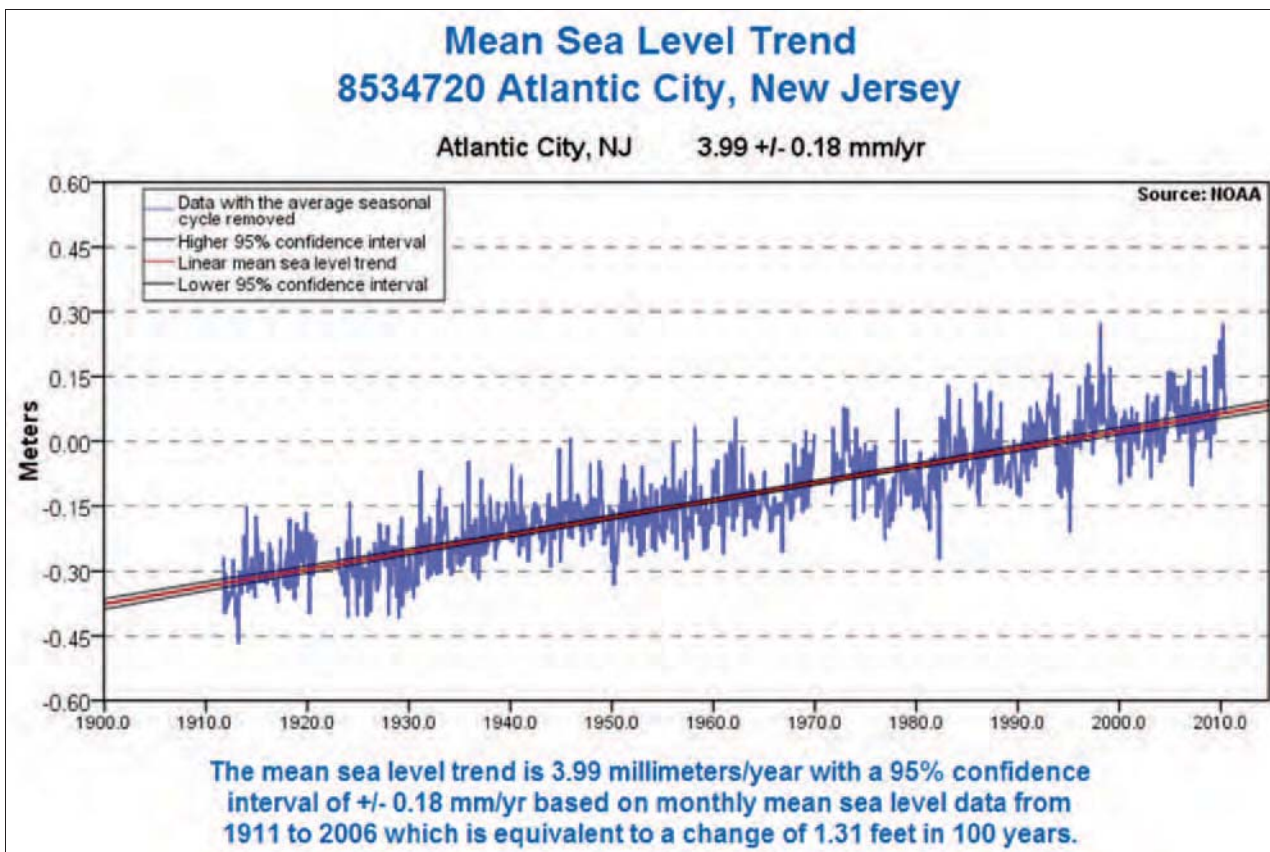 Mean Sea Level Trend
8534720 Atlantic City, New Jersey
Atlantic City, NJ 3.99 +/- 0.18 mm/yr
Source: NOAA
Data with the average seasonal
cycle removed
Higher 95% confidence interval
Linear mean sea level trend
Lower 95% confidence interval
Meters
0.60
0.45
0.30
0.15
0.00
-0.15
-0.30
-0.45
-0.60
1900.0 1910.0 1920.0 1930.0 1940.0 1950.0 1960.0 1970.0 1980.0 1990.0 2000.0 2010.0
The mean sea level trend is 3.99 millimeters/year with a 95% confidence
interval of +/- 0.18 mm/yr based on monthly mean sea level data from
1911 to 2006 which is equivalent to a change of 1.31 feet in 100 years.